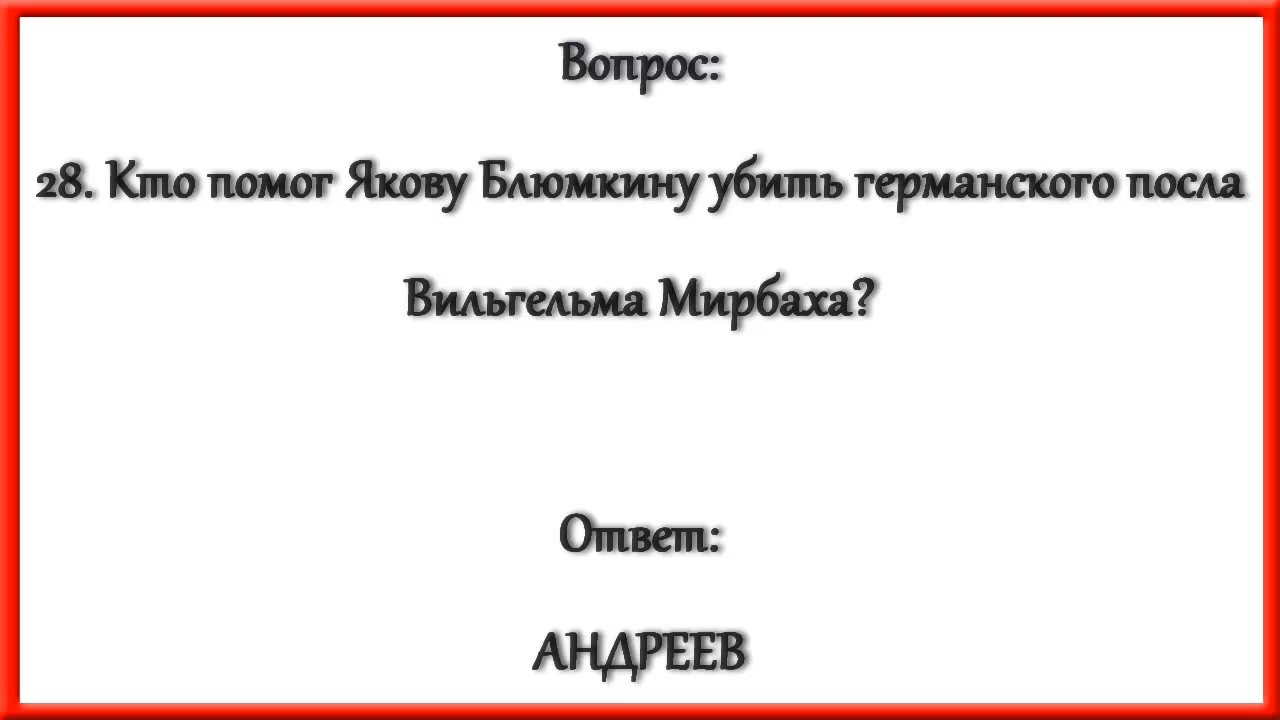 Вопрос:
28. Кто помог Якову Блюмкину убить германского посла
Вильгельма Мирбаха?
Ответ:
АНДРЕЕВ